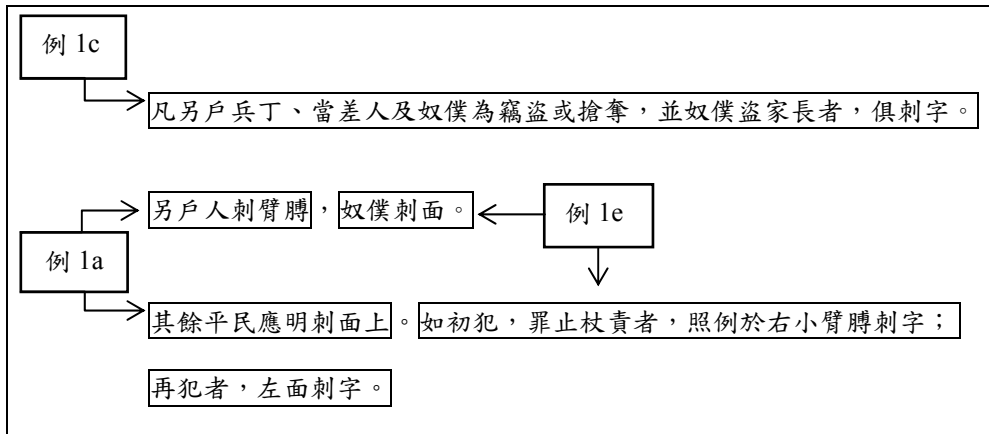 例 1c
凡另戶兵丁、當差人及奴僕為竊盜或搶奪，並奴僕盜家長者，俱刺字。
另戶人刺臂膊，奴僕刺面。
例 1e
例 1a
其餘平民應明刺面上。如初犯，罪止杖責者，照例於右小臂膊刺字；
再犯者，左面刺字。